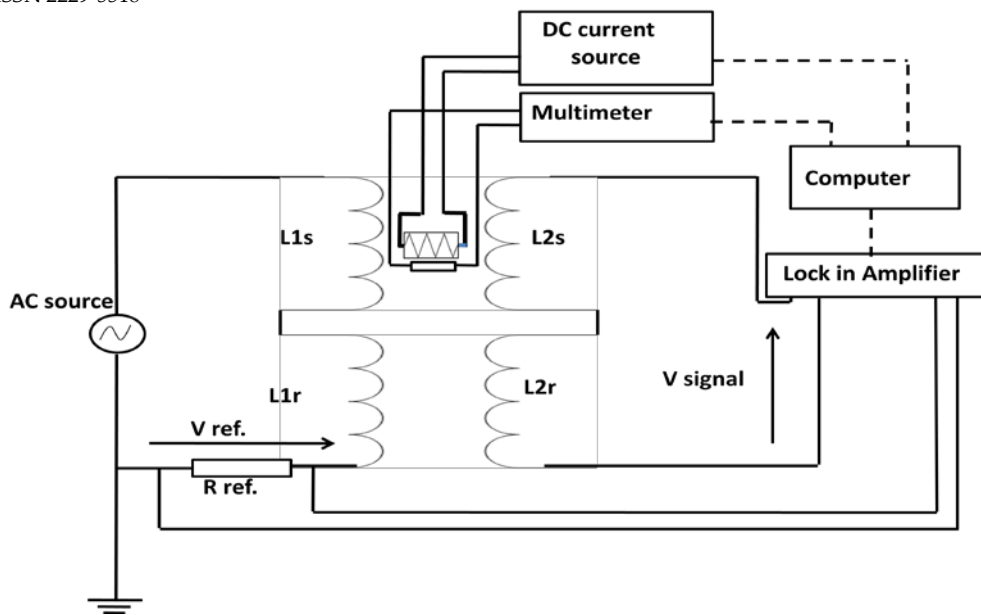 DC current
source
Multimeter
Computer
L1s
L2s
Lock in Amplifier
AC source
L1r
L2r
V signal
V ref.
R ref.